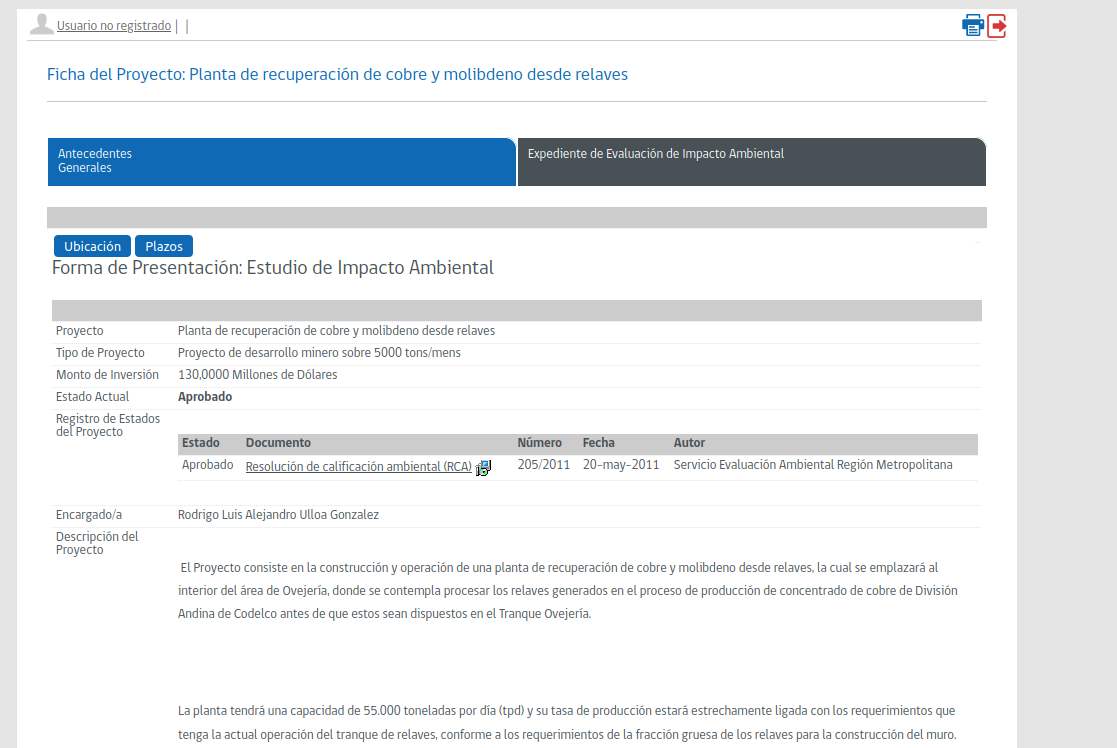 Usuario no registrado | |
Ficha del Proyecto: Planta de recuperación de cobre y molibdeno desde relaves
Antecedentes
Generales
Expediente de Evaluación de Impacto Ambiental
Ubicación Plazos
Forma de Presentación: Estudio de Impacto Ambiental
Proyecto Planta de recuperación de cobre y molibdeno desde relaves
Tipo de Proyecto Proyecto de desarrollo minero sobre 5000 tons/mens
Monto de Inversión 130,0000 Millones de Dólares
Estado Actual Aprobado
Registro de Estados
del Proyecto
Estado Documento Número Fecha Autor
Aprobado Resolución de calificación ambiental (RCA) 205/2011 20-may-2011 Servicio Evaluación Ambiental Región Metropolitana
Encargado/a Rodrigo Luis Alejandro Ulloa Gonzalez
Descripción del
Proyecto
El Proyecto consiste en la construcción y operación de una planta de recuperación de cobre y molibdeno desde relaves, la cual se emplazará al
interior del área de Ovejería, donde se contempla procesar los relaves generados en el proceso de producción de concentrado de cobre de División
Andina de Codelco antes de que estos sean dispuestos en el Tranque Ovejería.
La planta tendrá una capacidad de 55.000 toneladas por día (tpd) y su tasa de producción estará estrechamente ligada con los requerimientos que
tenga la actual operación del tranque de relaves, conforme a los requerimientos de la fracción gruesa de los relaves para la construcción del muro.